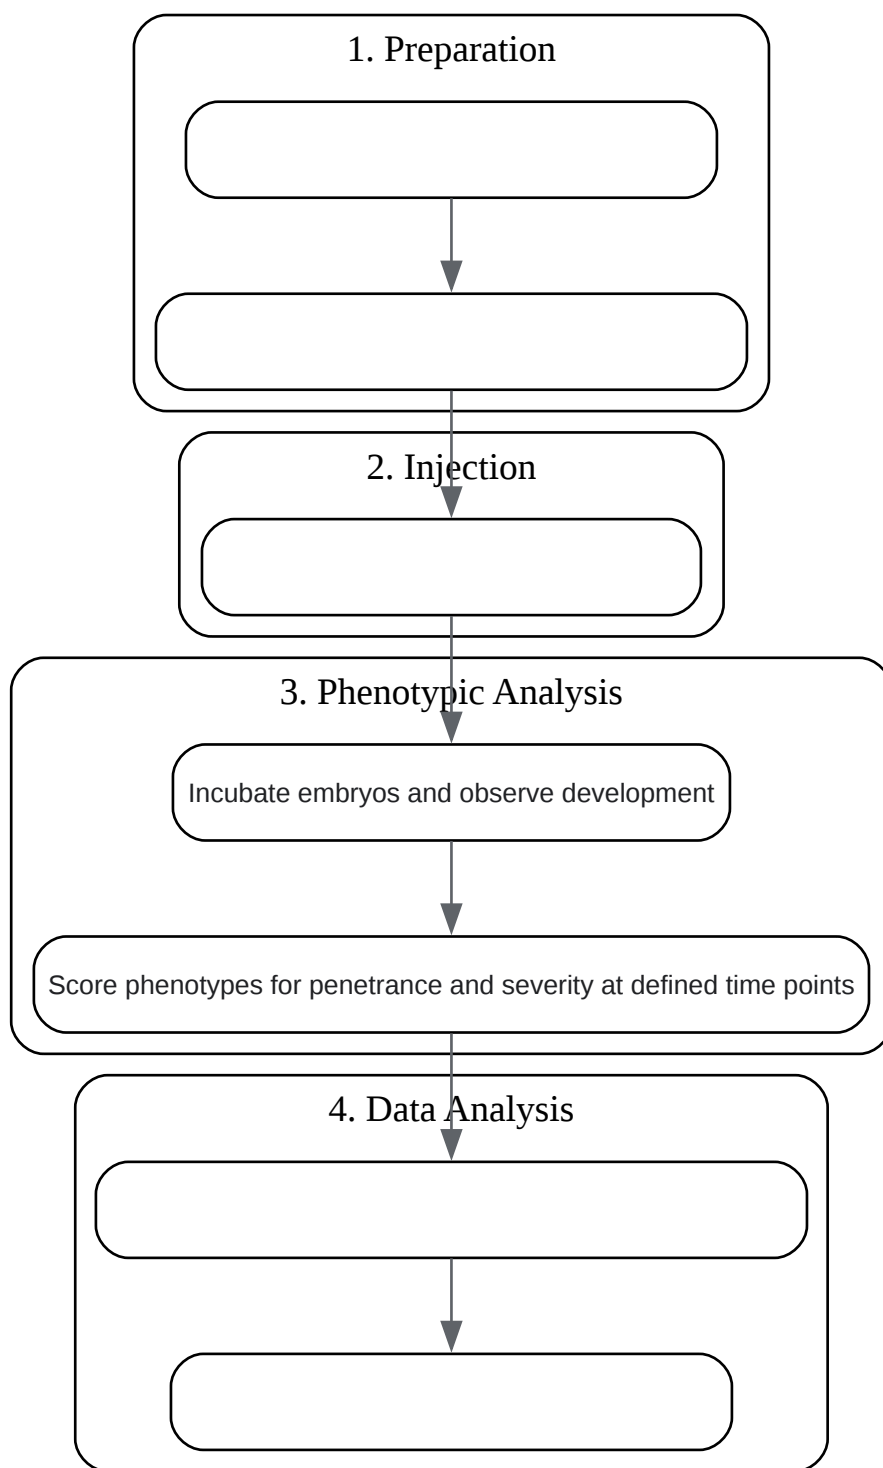 1. Preparation
2. Injection
3. Phenotypic Analysis
Incubate embryos and observe development
Score phenotypes for penetrance and severity at defined time points
4. Data Analysis